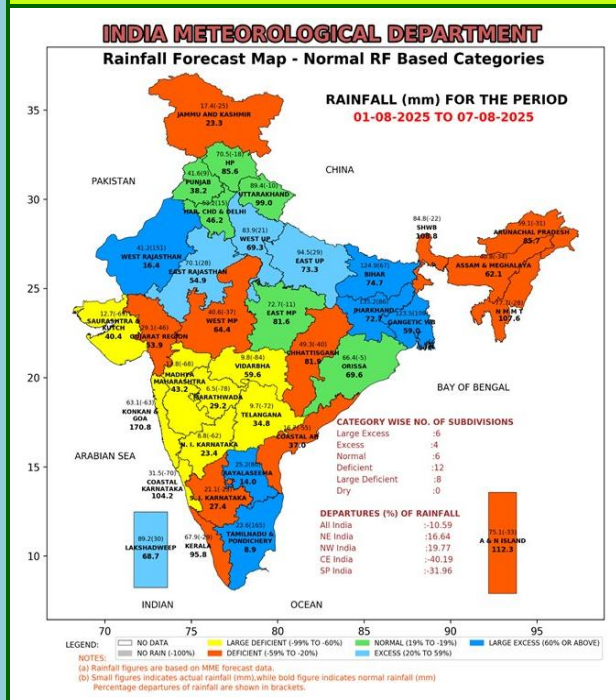 INDIA METEOROLOGICAL DEPARTMENT
Rainfall Forecast Map - Normal RF Based Categories
RAINFALL (mm) FOR THE PERIOD
01-08-2025 TO 07-08-2025
35
30
25
20
15
10
17.4(-25)
JAMMU AND KASHMIR
23.3
PAKISTAN
CHINA
70.5(-18)
HP
85.6
41.6(9)
PUNJAB
38.2
89.4(-10)
UTTARAKHAND
99.0
HAR. CHD & DELHI
46.2
41.2(151)
WEST RAJASTHAN
16.4
83.9(21)
WEST UP
69.3
70.1(28)
EAST RAJASTHAN
54.9
94.5(29)
EAST UP
73.3
84.8(-22)
SHWB
108.8
59.1(-31)
ARUNACHAL PRADESH
85.7
ASSAM & MEGHALAYA
62.1
N M M T
107.6
BIHAR
74.7
JHARKHAND
GANGETIC WB
59.0
SAURASHTRA &
KUTCH
40.4
29.1(-46)
GUJARAT REGION
53.9
40.6(-37)
WEST MP
64.4
72.7(-11)
EAST MP
81.6
49.3(-40)
CHHATTISGARH
81.9
66.4(-5)
ORISSA
69.6
MADHYA
MAHARASHTRA
43.2
9.8(-84)
VIDARBHA
59.6
6.5(-78)
MARATHWADA
29.2
63.1(-63)
KONKAN &
GOA
170.8
9.7(-72)
TELANGANA
34.8
BAY OF BENGAL
8.8(-62)
N. I. KARNATAKA
23.4
16.7(-55)
COASTAL AP
37.0
ARABIAN SEA
31.5(-70)
COASTAL
KARNATAKA
104.2
RAYALASEEMA
14.0
S. I. KARNATAKA
27.4
23.6(165)
TAMILNADU &
PONDICHERY
8.9
KERALA
95.8
89.2(30)
LAKSHADWEEP
68.7
75.1(-33)
A & N ISLAND
112.3
CATEGORY WISE NO. OF SUBDIVISIONS
Large Excess :6
Excess :4
Normal :6
Deficient :12
Large Deficient :8
Dry :0
DEPARTURES (%) OF RAINFALL
All India :-10.59
NE India :16.64
NW India :19.77
CE India :-40.19
SP India :-31.96
INDIAN OCEAN
70 75 80 85 90 95
LEGEND:
NO DATA LARGE DEFICIENT (-99% TO -60%) NORMAL (19% TO -19%) LARGE EXCESS (60% OR ABOVE)
NO RAIN (-100%) DEFICIENT (-59% TO -20%) EXCESS (20% TO 59%)
NOTES:
(a) Rainfall figures are based on MME forecast data.
(b) Small figures indicates actual rainfall (mm),while bold figure indicates normal rainfall (mm)
Percentage departures of rainfall are shown in brackets.